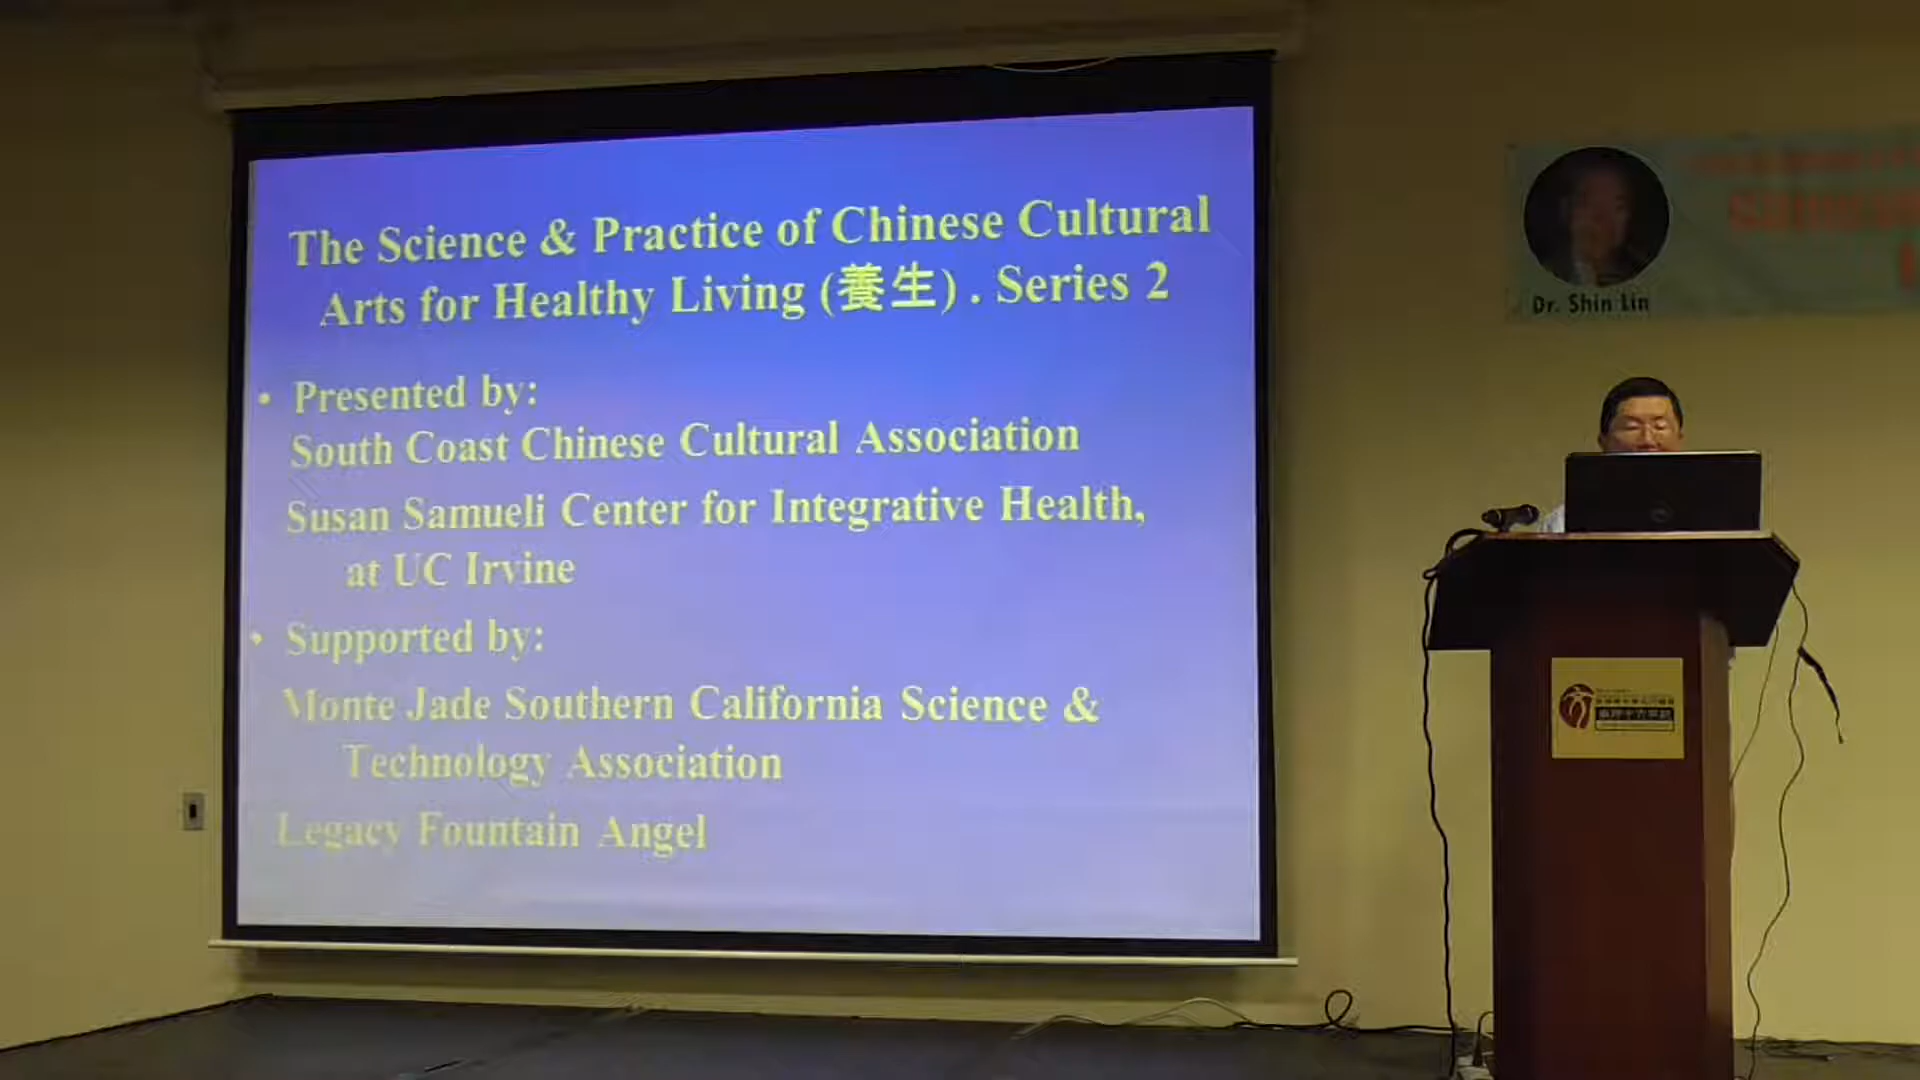 The Science & Practice of Chinese Cultural
Arts for Healthy Living (養生) . Series 2
• Presented by:
South Coast Chinese Cultural Association
Susan Samueli Center for Integrative Health,
at UC Irvine
• Supported by:
Monte Jade Southern California Science &
Technology Association
Legacy Fountain Angel
Dr. Shin Lin